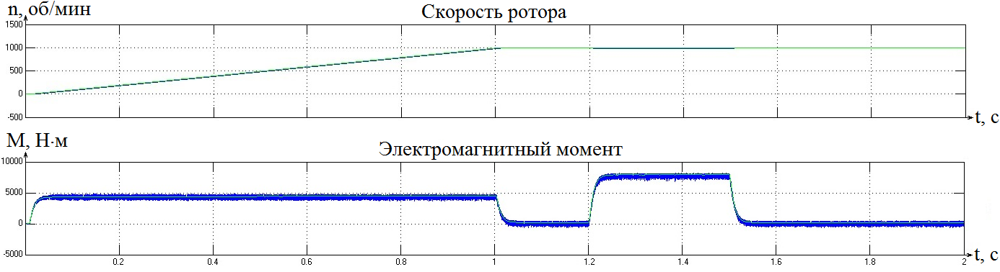 n, об/мин
Скорость ротора
1500
1000
500
0
-500
t, с
М, Н·м
Электромагнитный момент
10000
5000
0
-5000
0.2 0.4 0.6 0.8 1 1.2 1.4 1.6 1.8 2
t, с